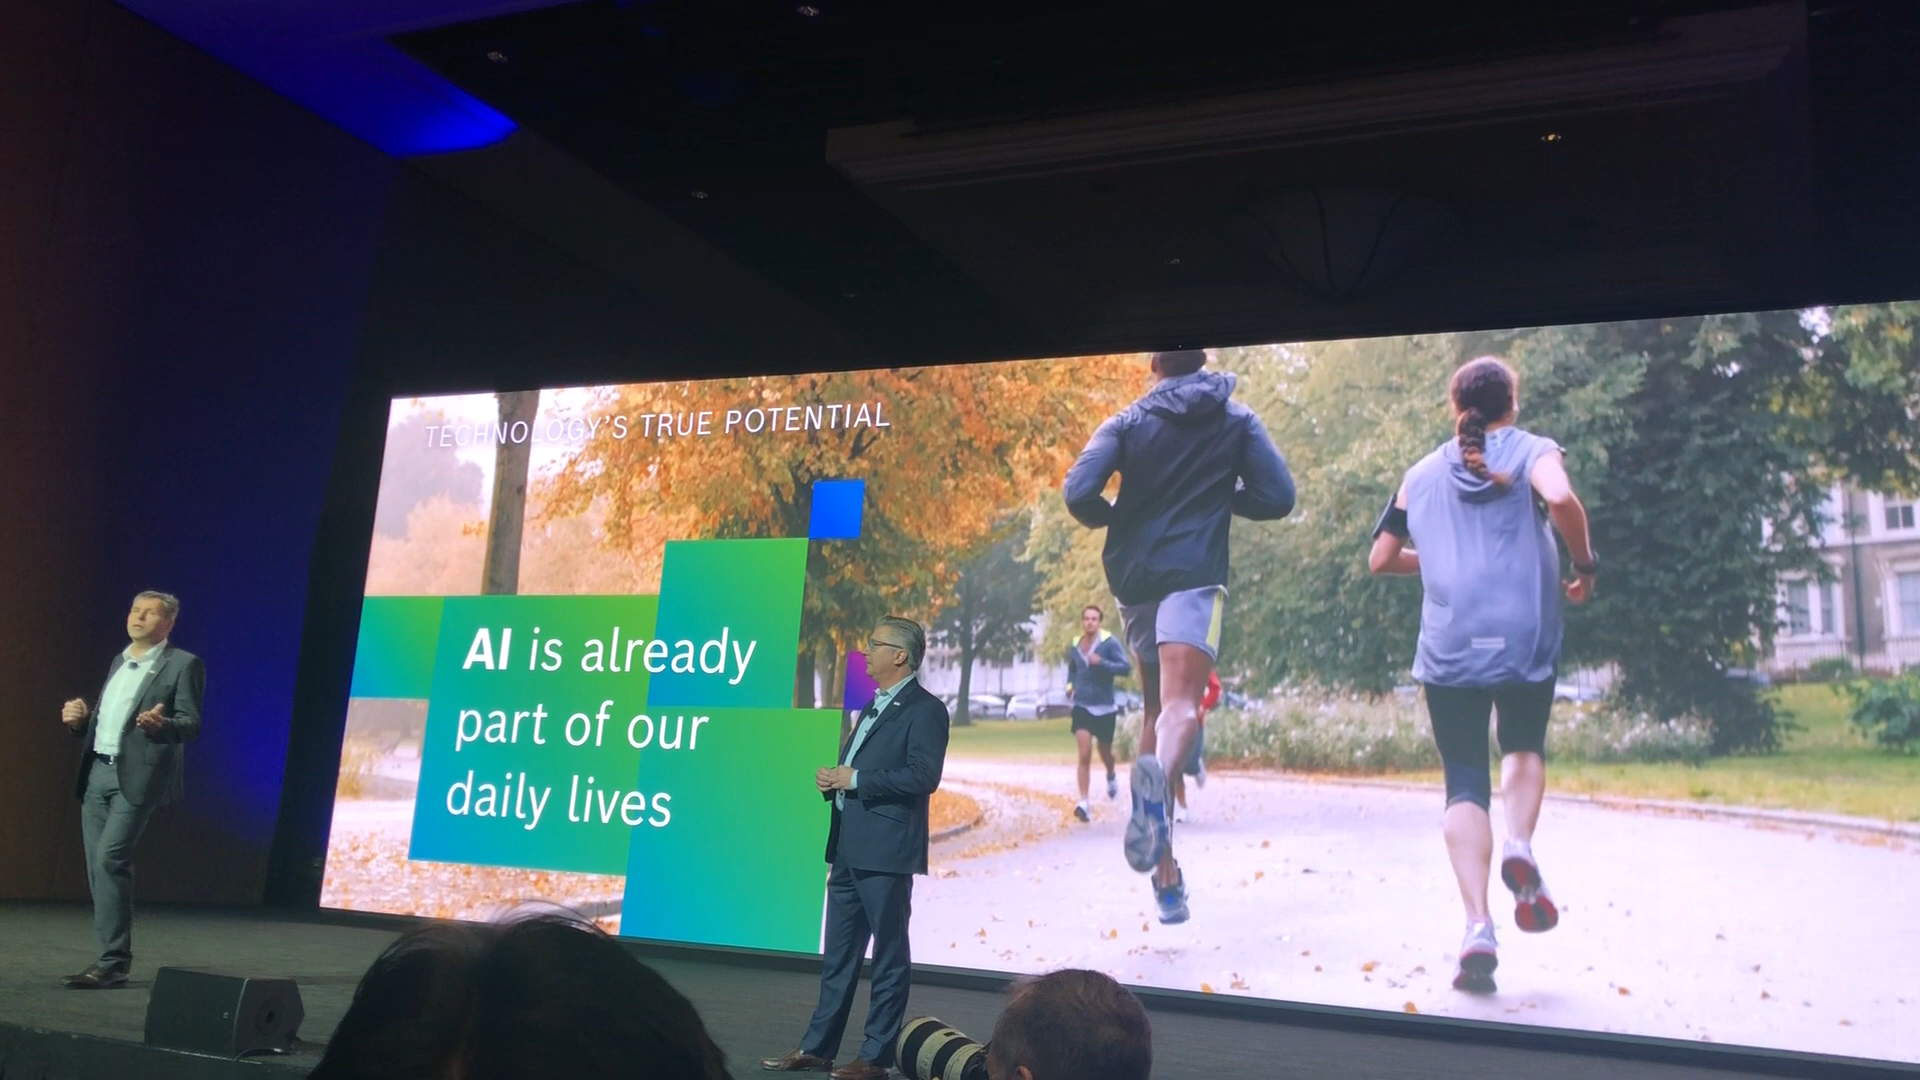 TECHNOLOGY'S TRUE POTENTIAL
AI is already
part of our
daily lives